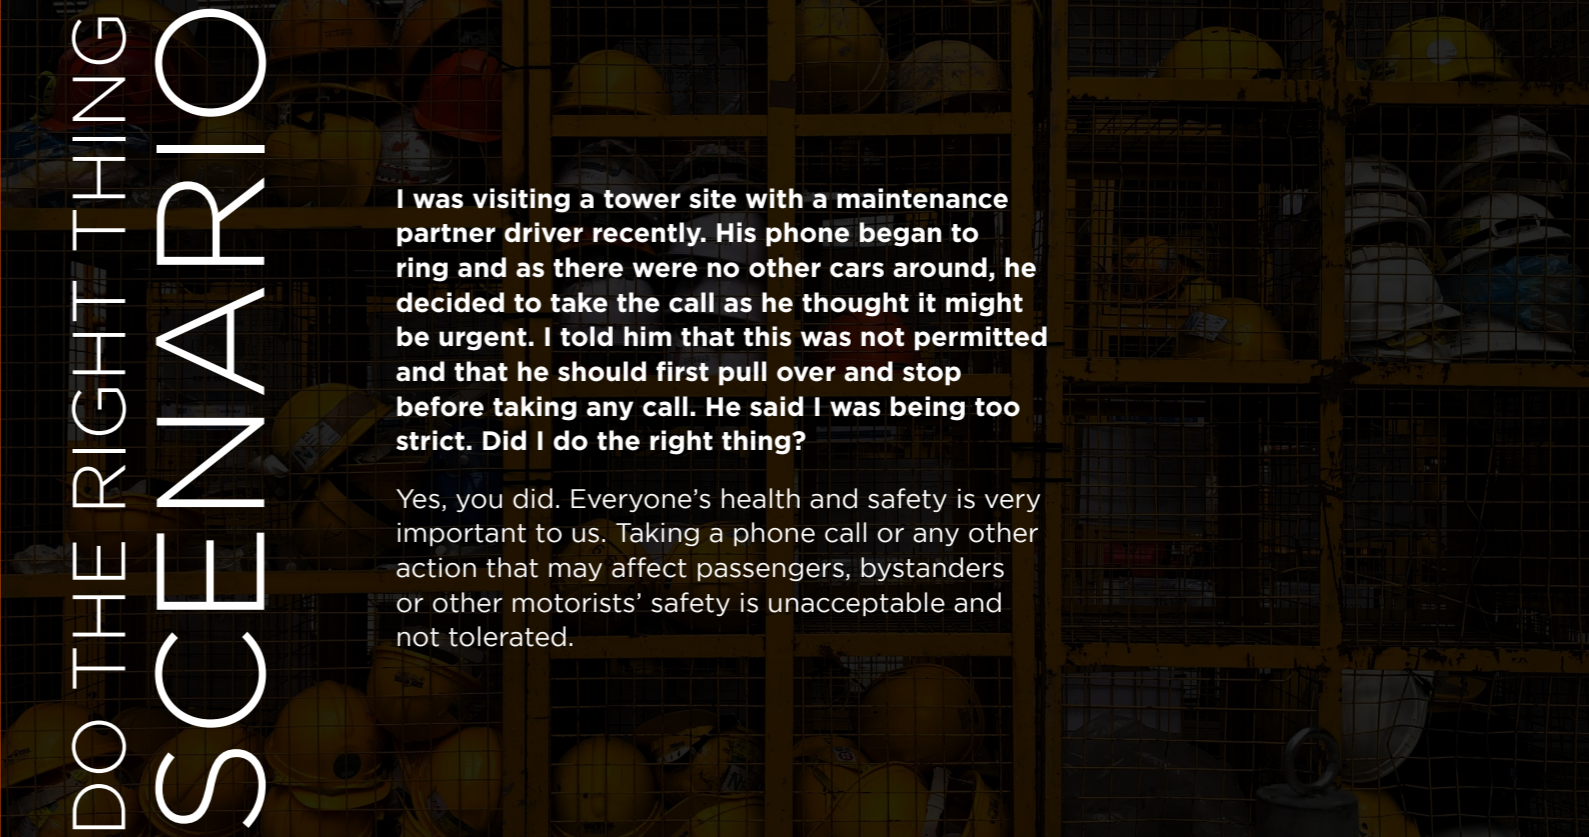 DO THE RIGHT THING
SCENARIO
I was visiting a tower site with a maintenance
partner driver recently. His phone began to
ring and as there were no other cars around, he
decided to take the call as he thought it might
be urgent. I told him that this was not permitted
and that he should first pull over and stop
before taking any call. He said I was being too
strict. Did I do the right thing?
Yes, you did. Everyone’s health and safety is very
important to us. Taking a phone call or any other
action that may affect passengers, bystanders
or other motorists’ safety is unacceptable and
not tolerated.